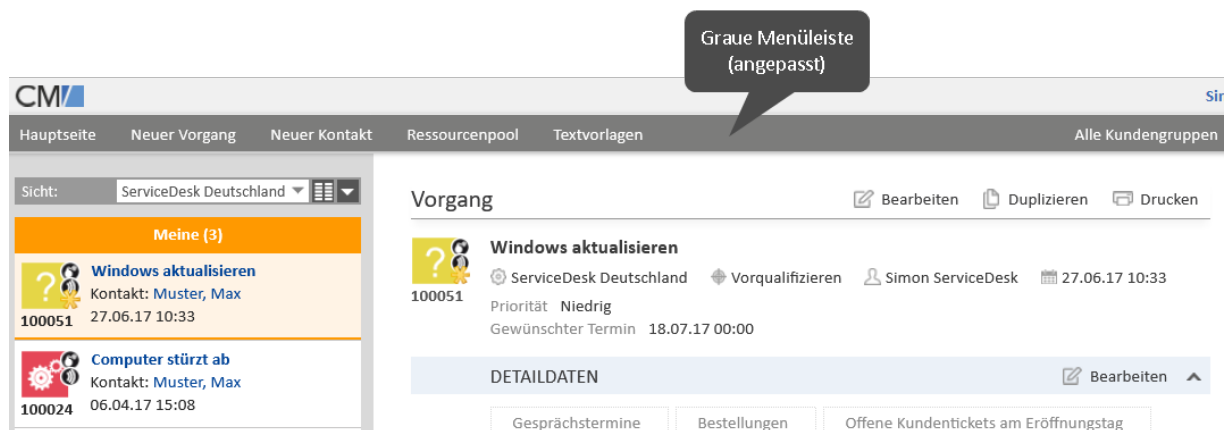 Graue Menüleiste
(angepasst)
CM/
Sir
Hauptseite Neuer Vorgang Neuer Kontakt Ressourcenpool Textvorlagen Alle Kundengruppen
Sicht: ServiceDesk Deutschland
Meine (3)
Windows aktualisieren
Kontakt: Muster, Max
27.06.17 10:33
100051
Computer stürzt ab
Kontakt: Muster, Max
06.04.17 15:08
100024
Vorgang Bearbeiten Duplizieren Drucken
Windows aktualisieren
ServiceDesk Deutschland Vorqualifizieren Simon ServiceDesk 27.06.17 10:33
100051
Priorität Niedrig
Gewünschter Termin 18.07.17 00:00
DETAILDATEN Bearbeiten
Gesprächstermine Bestellungen Offene Kundentickets am Eröffnungstag